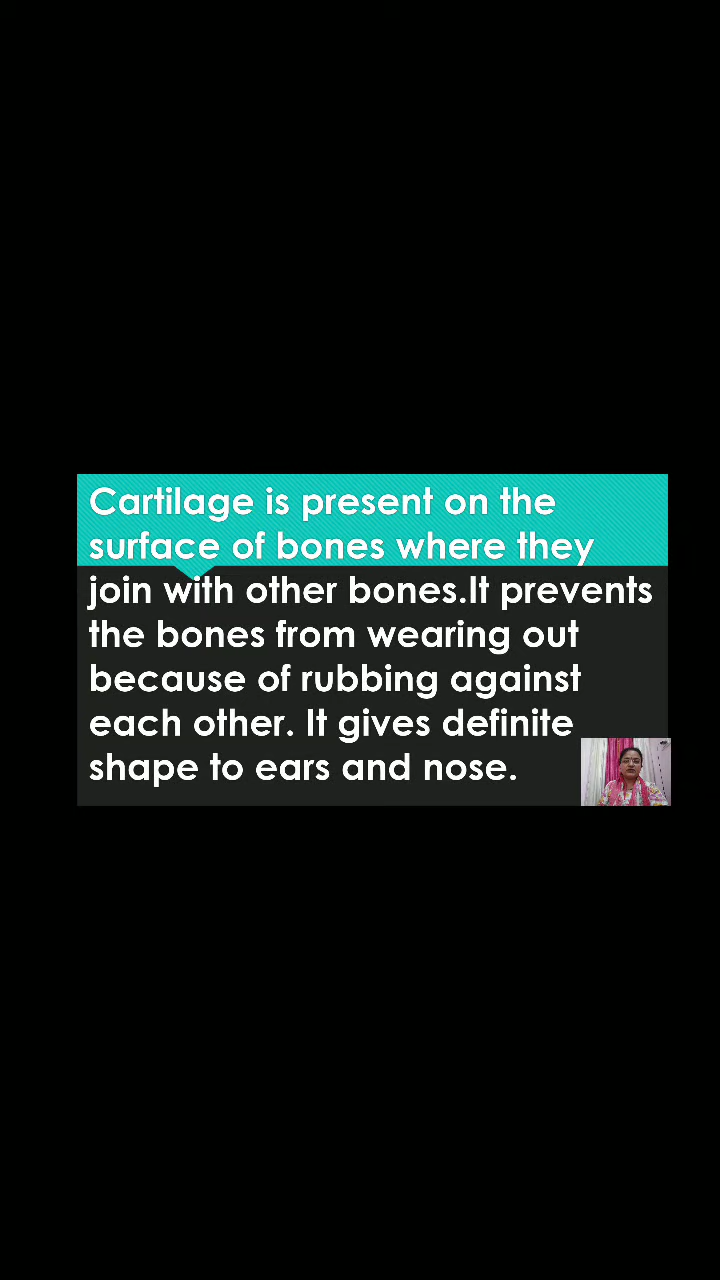 Cartilage is present on the
surface of bones where they
join with other bones.It prevents
the bones from wearing out
because of rubbing against
each other. It gives definite
shape to ears and nose.